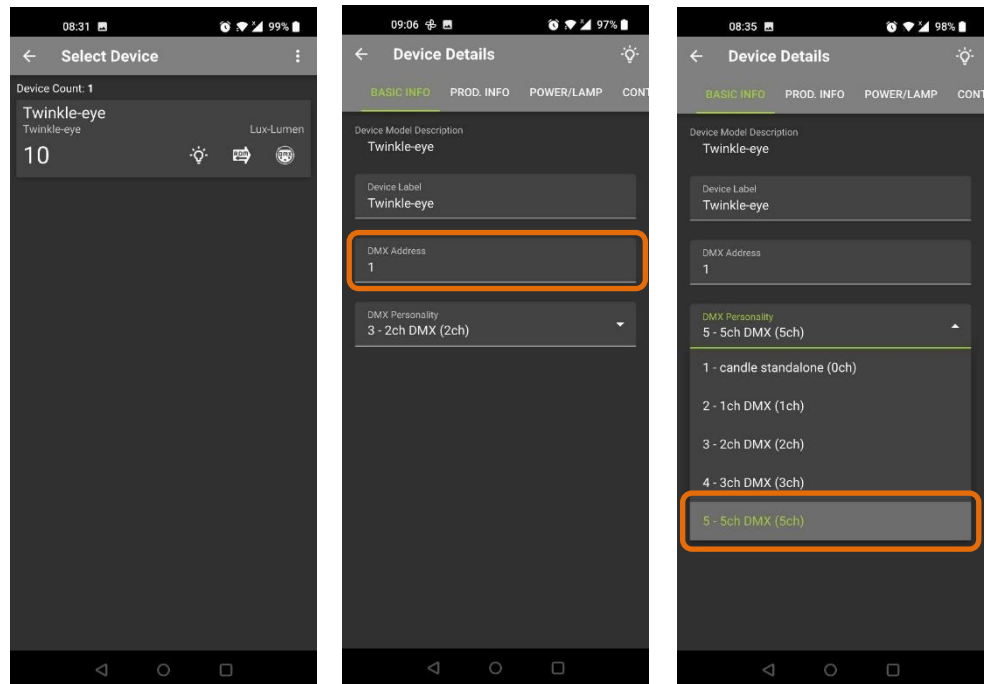 08:31
99%
Select Device
Device Count: 1
Twinkle-eye
Twinkle-eye
Lux-Lumen
10
RDM
DMX
09:06
97%
Device Details
BASIC INFO
PROD. INFO
POWER/LAMP
CONT
Device Model Description
Twinkle-eye
Device Label
Twinkle-eye
DMX Address
1
DMX Personality
3 - 2ch DMX (2ch)
08:35
98%
Device Details
BASIC INFO
PROD. INFO
POWER/LAMP
CONT
Device Model Description
Twinkle-eye
Device Label
Twinkle-eye
DMX Address
1
DMX Personality
5 - 5ch DMX (5ch)
1 - candle standalone (0ch)
2 - 1ch DMX (1ch)
3 - 2ch DMX (2ch)
4 - 3ch DMX (3ch)
5 - 5ch DMX (5ch)